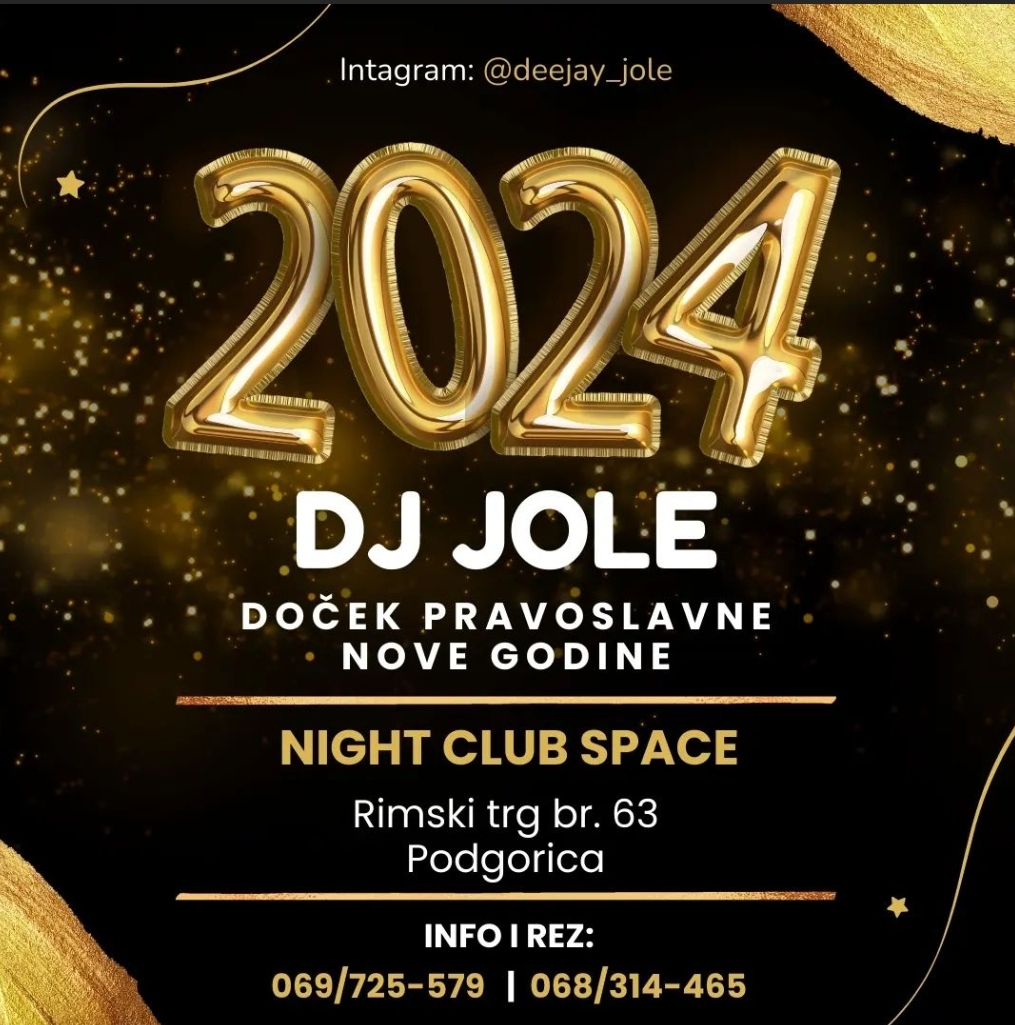 Intagram: @deejay_jole
2024
DJ JOLE
DOČEK PRAVOSLAVNE
NOVE GODINE
NIGHT CLUB SPACE
Rimski trg br. 63
Podgorica
INFO I REZ:
069/725-579 | 068/314-465